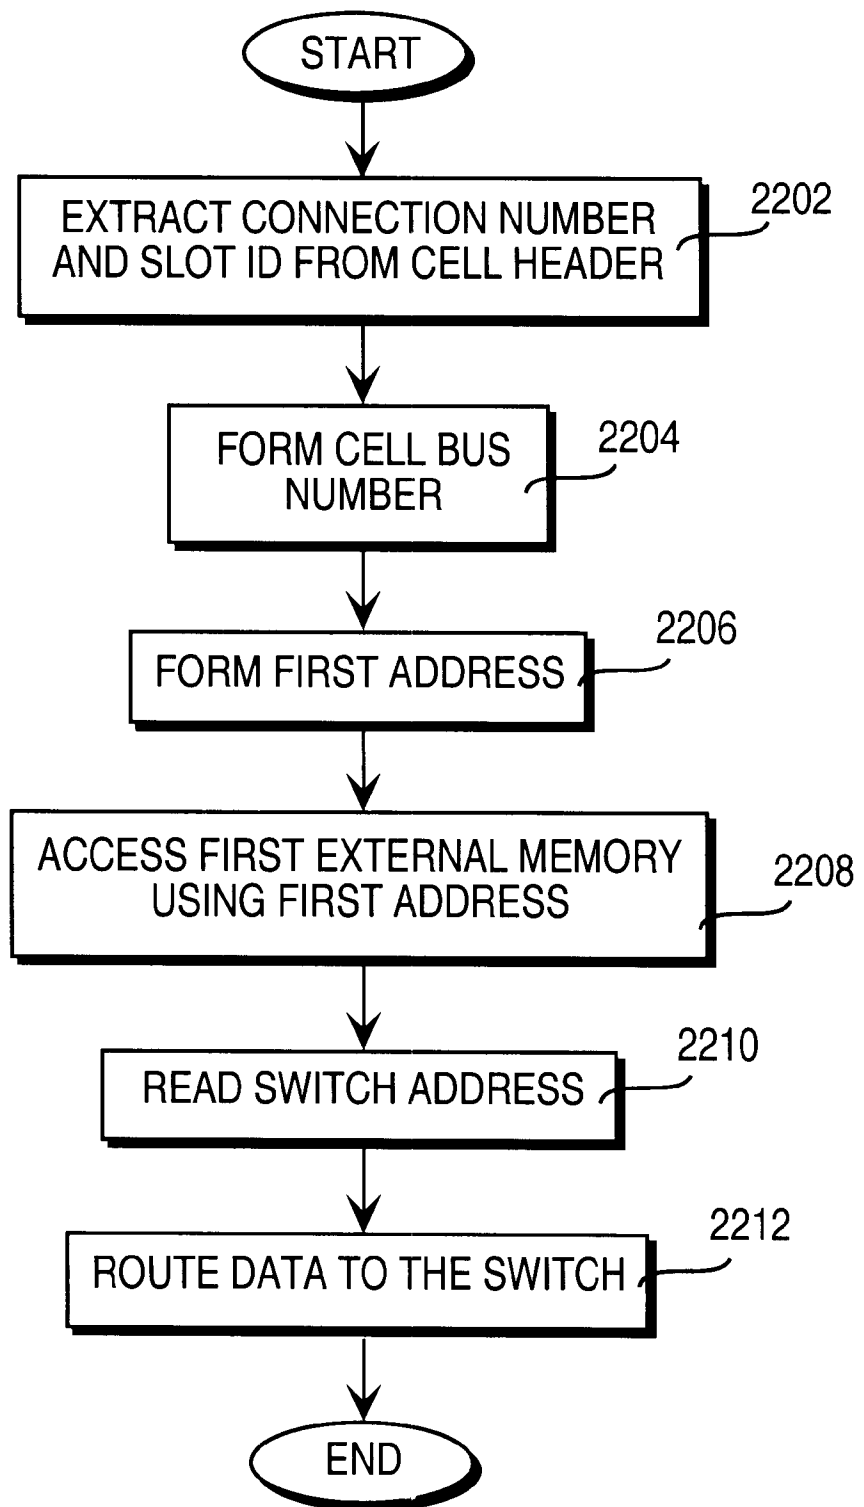 START
EXTRACT CONNECTION NUMBER
AND SLOT ID FROM CELL HEADER
2202
FORM CELL BUS
NUMBER
2204
FORM FIRST ADDRESS
2206
ACCESS FIRST EXTERNAL MEMORY
USING FIRST ADDRESS
2208
READ SWITCH ADDRESS
2210
ROUTE DATA TO THE SWITCH
2212
END